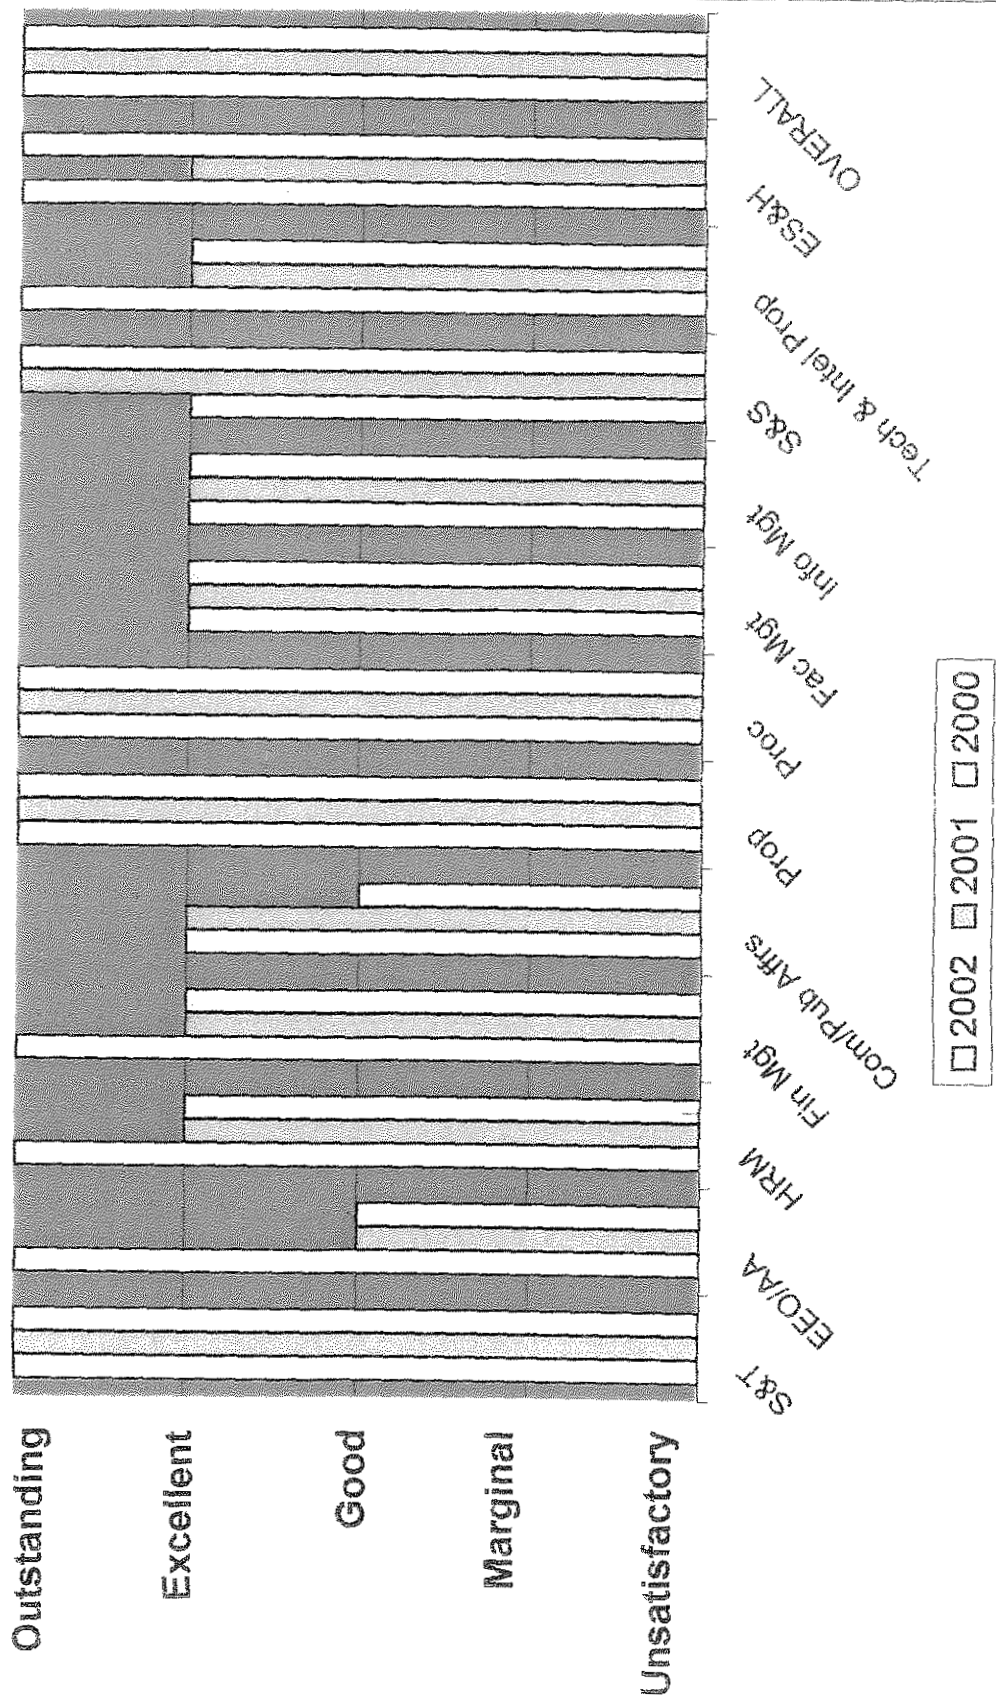 Outstanding
Excellent
Good
Marginal
Unsatisfactory
S&T
EEO/AA
HRM
Fin Mgt
Com/Pub Affrs
Prop
Proc
Fac Mgt
Info Mgt
S&S
Tech & Intel Prop
ES&H
OVERALL
2002 2001 2000